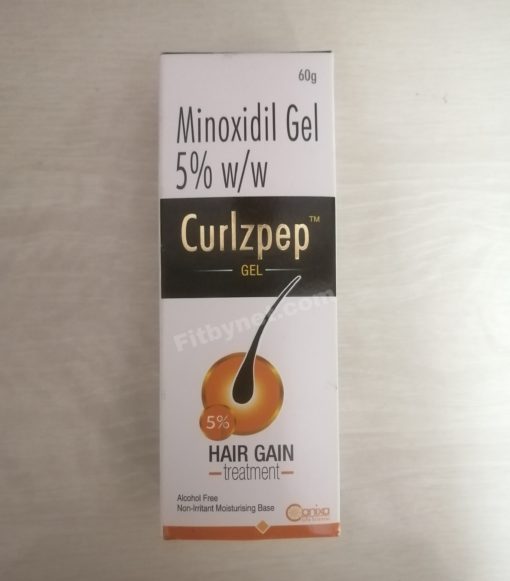 60g
Minoxidil Gel
5% w/w
Curlzpep™
GEL
Fitbynet.com
5%
HAIR GAIN
treatment
Alcohol Free
Non-Irritant Moisturising Base